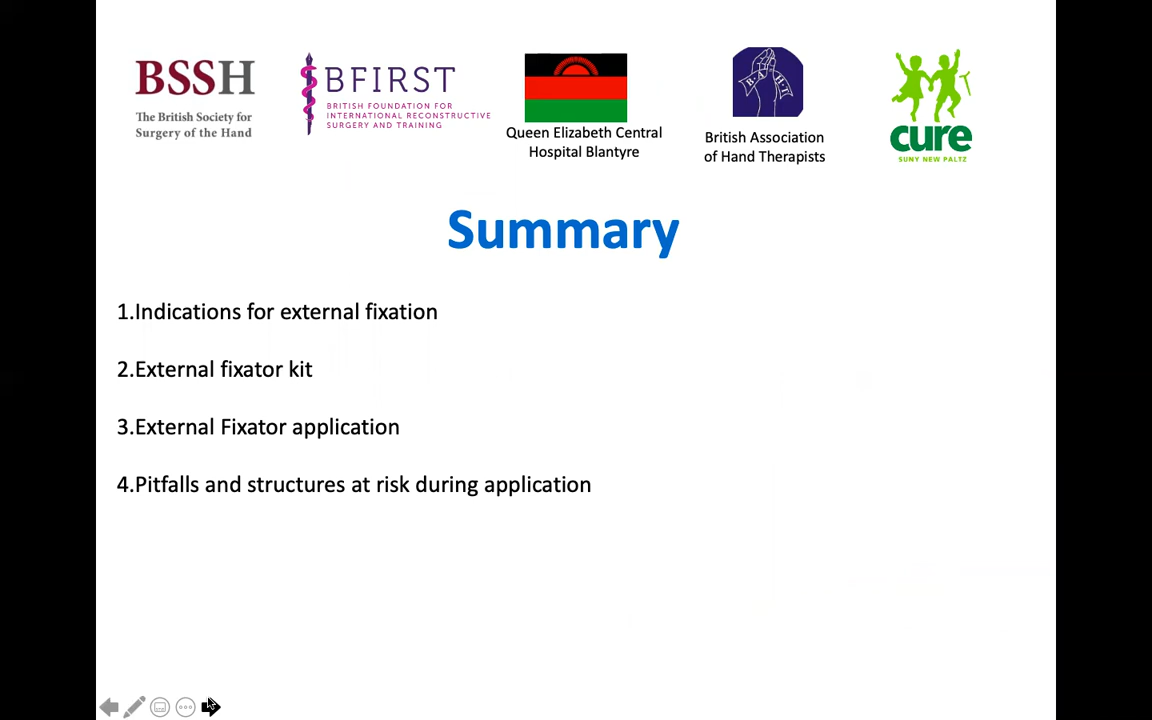 BSSH
The British Society for
Surgery of the Hand
BFIRST
BRITISH FOUNDATION FOR
INTERNATIONAL RECONSTRUCTIVE
SURGERY AND TRAINING
Queen Elizabeth Central
Hospital Blantyre
BAHT
British Association
of Hand Therapists
cure
SUNY NEW PALTZ
Summary
1.Indications for external fixation
2.External fixator kit
3.External Fixator application
4.Pitfalls and structures at risk during application